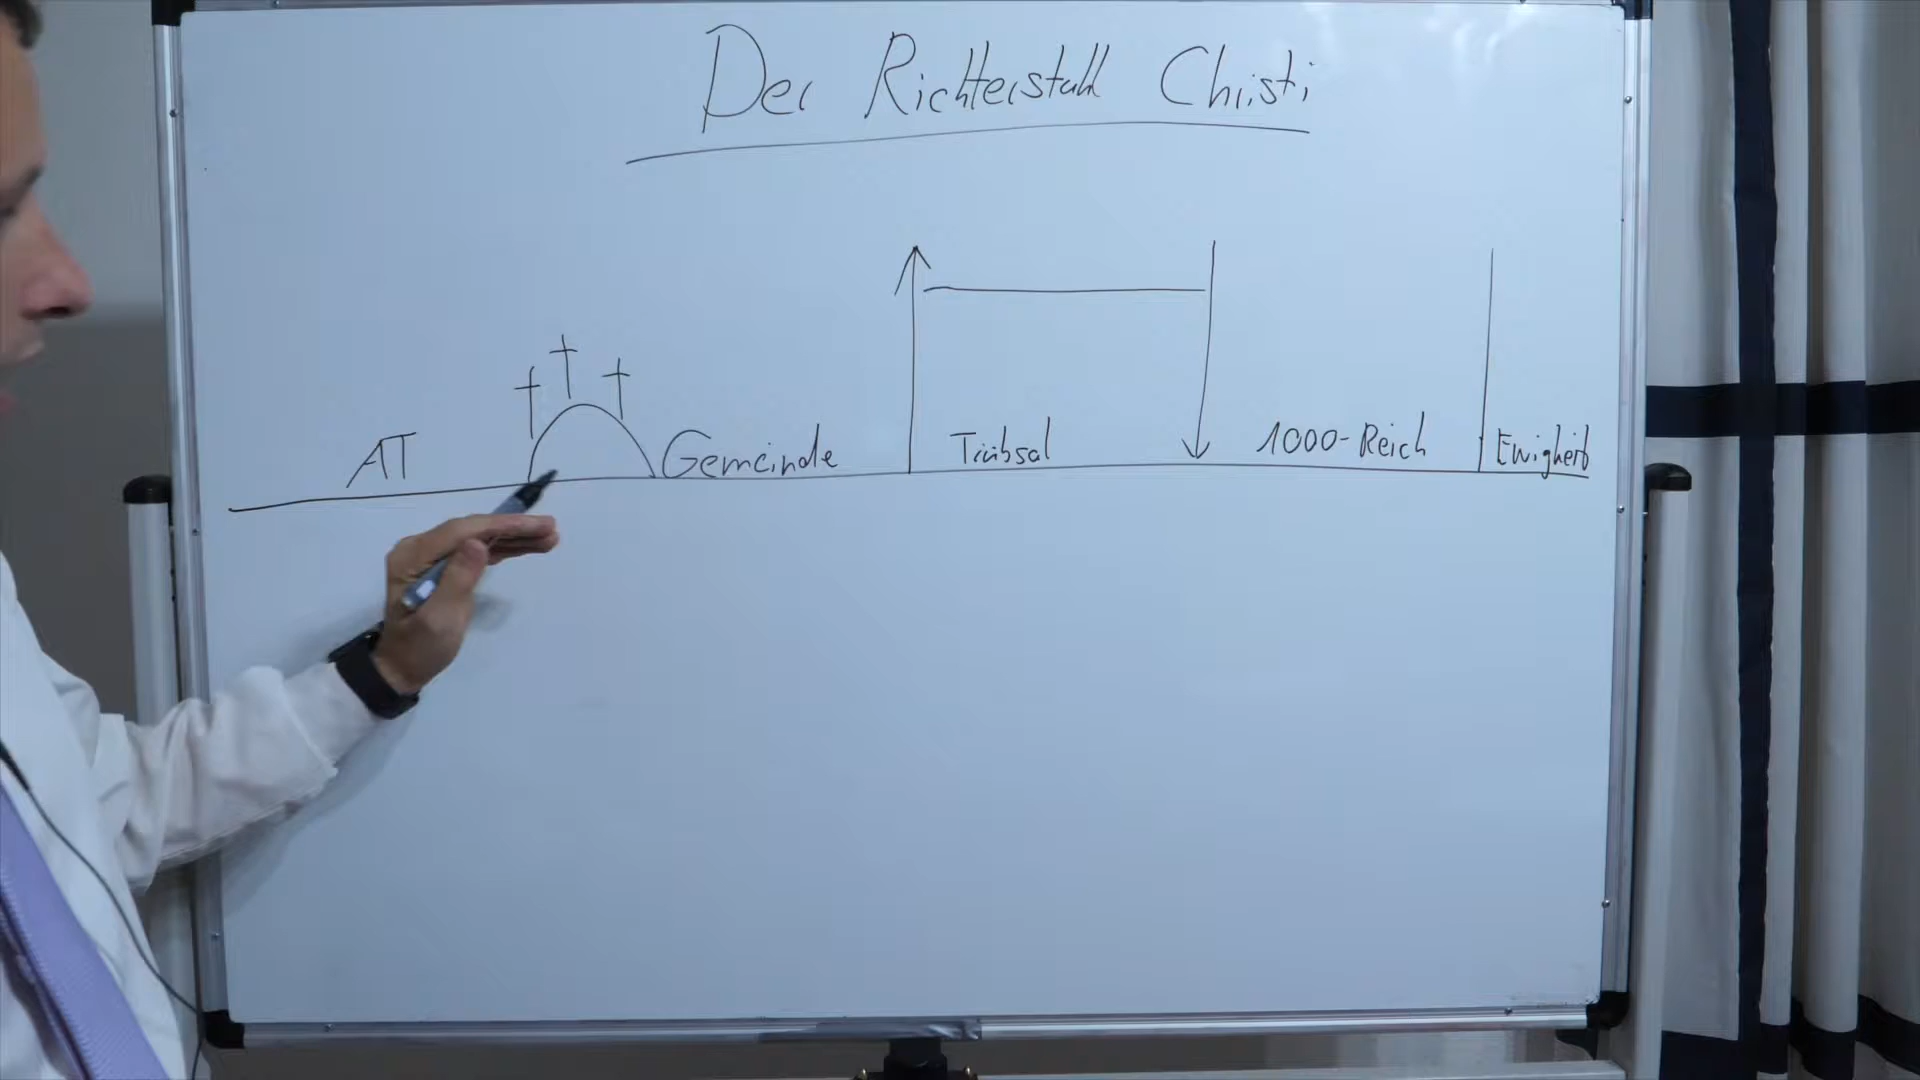 Der Richterstuhl Christi
AT Gemeinde Trübsal 1000-Reich Ewigkeit